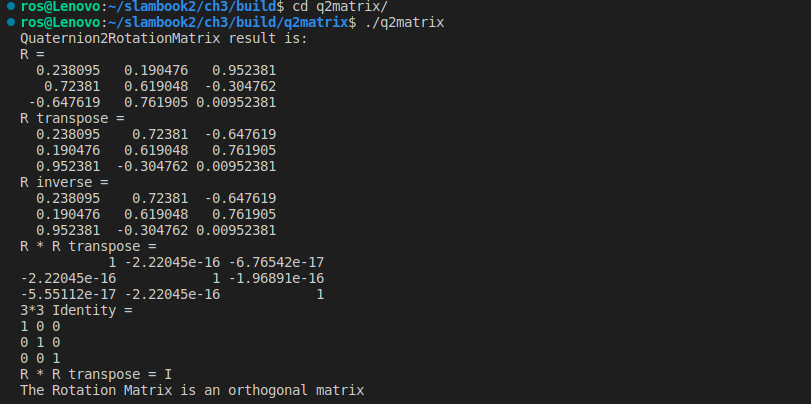 ros@Lenovo:~/slambook2/ch3/build$ cd q2matrix/
ros@Lenovo:~/slambook2/ch3/build/q2matrix$ ./q2matrix
Quaternion2RotationMatrix result is:
R =
  0.238095   0.190476   0.952381
   0.72381   0.619048  -0.304762
 -0.647619   0.761905 0.00952381
R transpose =
  0.238095    0.72381  -0.647619
  0.190476   0.619048   0.761905
  0.952381  -0.304762 0.00952381
R inverse =
  0.238095    0.72381  -0.647619
  0.190476   0.619048   0.761905
  0.952381  -0.304762 0.00952381
R * R transpose =
           1 -2.22045e-16 -6.76542e-17
-2.22045e-16            1 -1.96891e-16
-5.55112e-17 -2.22045e-16            1
3*3 Identity =
1 0 0
0 1 0
0 0 1
R * R transpose = I
The Rotation Matrix is an orthogonal matrix